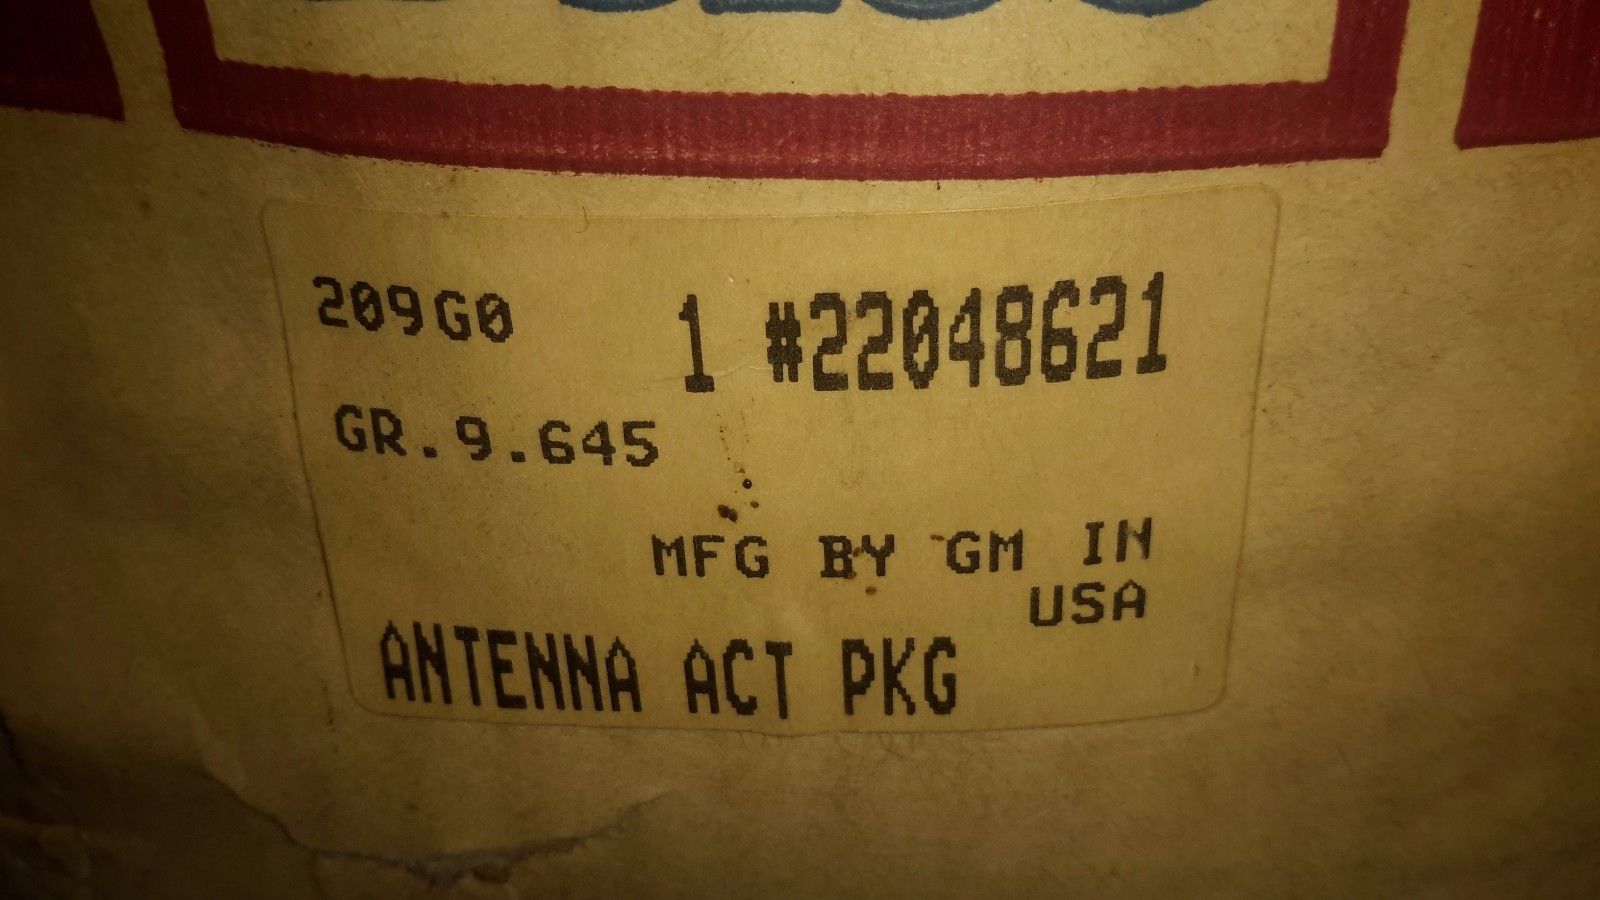 209G0 1 #22048621
GR.9.645
MFG BY GM IN
USA
ANTENNA ACT PKG